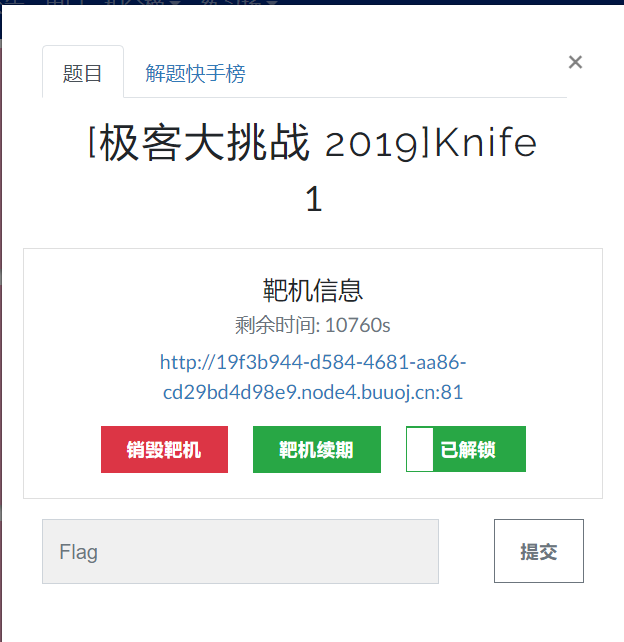 题目 解题快手榜 ×
[极客大挑战 2019]Knife
1
靶机信息
剩余时间: 10760s
http://19f3b944-d584-4681-aa86-
cd29bd4d98e9.node4.buuoj.cn:81
销毁靶机 靶机续期 已解锁
Flag 提交